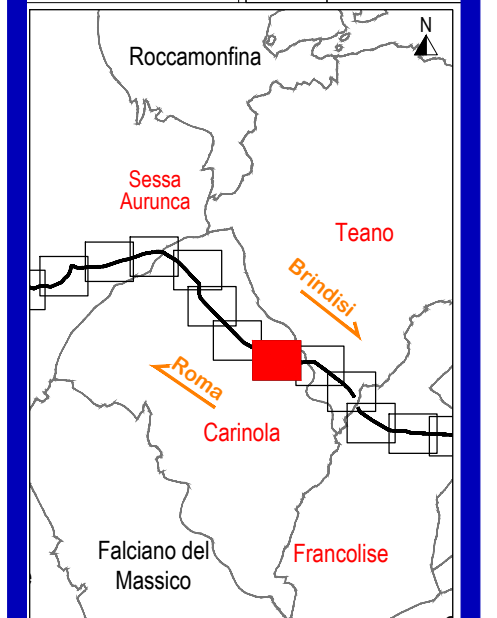 N
Roccamonfina
Sessa
Aurunca
Teano
Brindisi
Roma
Carinola
Falciano del
Massico
Francolise